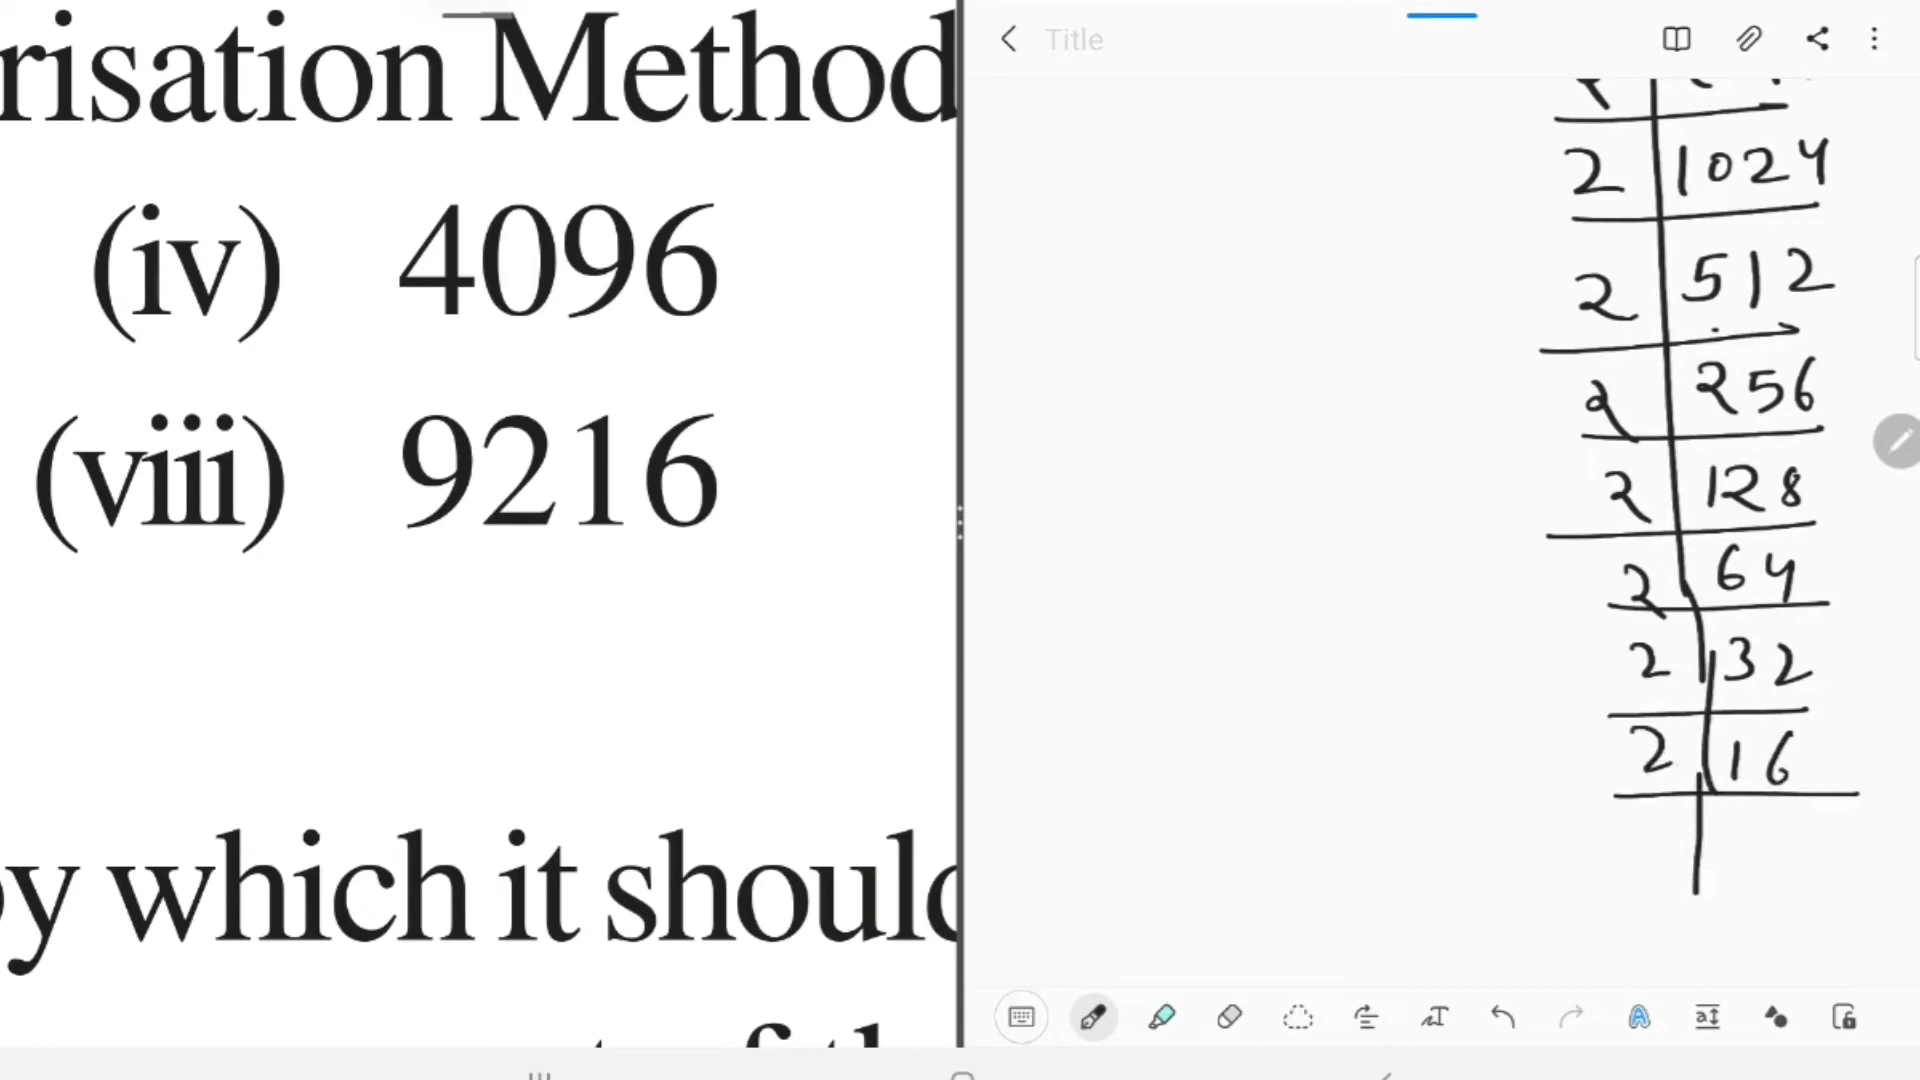 risation Method
(iv) 4096
(viii) 9216
by which it should
Title
2 1024
2 512
2 256
2 128
2 64
2 32
2 16